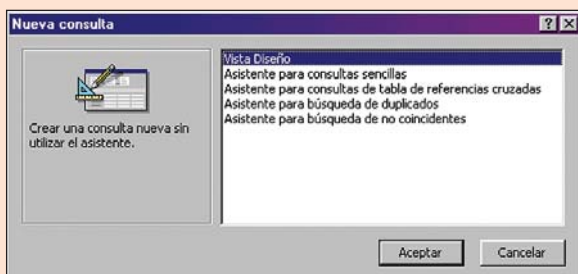 Nueva consulta
Crear una consulta nueva sin
utilizar el asistente.
Vista Diseño
Asistente para consultas sencillas
Asistente para consultas de tabla de referencias cruzadas
Asistente para búsqueda de duplicados
Asistente para búsqueda de no coincidentes
Aceptar
Cancelar